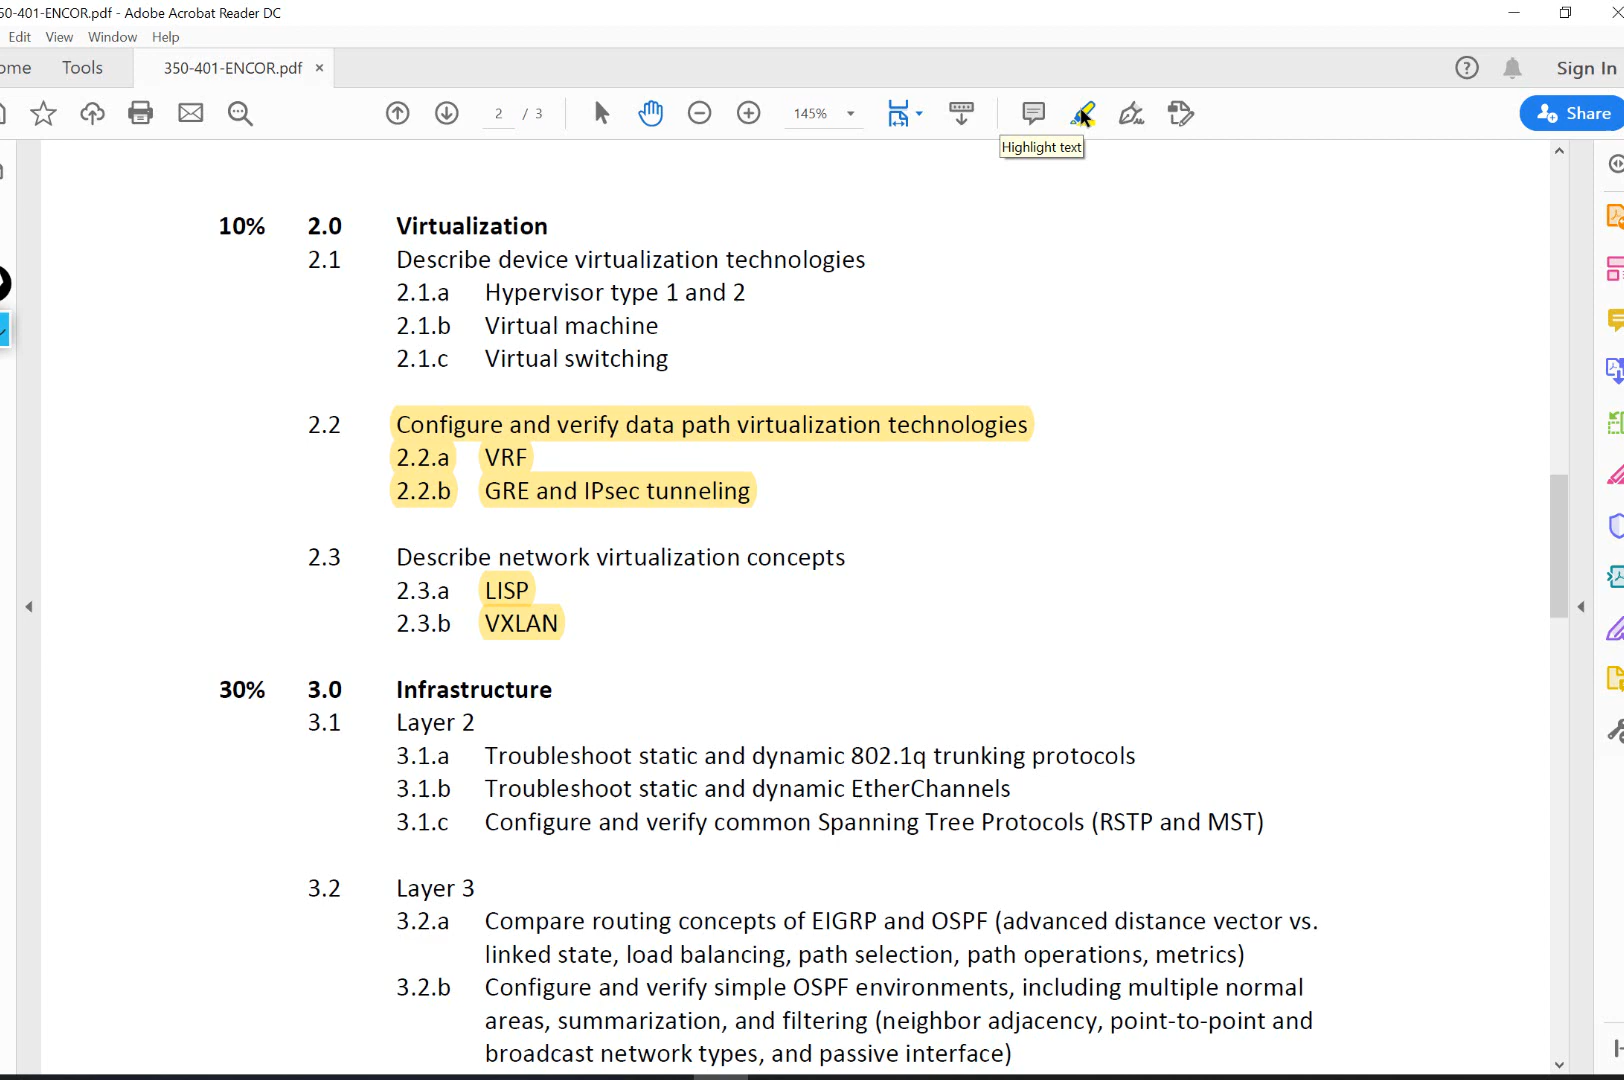 50-401-ENCOR.pdf - Adobe Acrobat Reader DC
Edit View Window Help
ome Tools 350-401-ENCOR.pdf × Sign In
2 / 3 145% Share
Highlight text
10% 2.0 Virtualization
2.1 Describe device virtualization technologies
2.1.a Hypervisor type 1 and 2
2.1.b Virtual machine
2.1.c Virtual switching
2.2 Configure and verify data path virtualization technologies
2.2.a VRF
2.2.b GRE and IPsec tunneling
2.3 Describe network virtualization concepts
2.3.a LISP
2.3.b VXLAN
30% 3.0 Infrastructure
3.1 Layer 2
3.1.a Troubleshoot static and dynamic 802.1q trunking protocols
3.1.b Troubleshoot static and dynamic EtherChannels
3.1.c Configure and verify common Spanning Tree Protocols (RSTP and MST)
3.2 Layer 3
3.2.a Compare routing concepts of EIGRP and OSPF (advanced distance vector vs.
linked state, load balancing, path selection, path operations, metrics)
3.2.b Configure and verify simple OSPF environments, including multiple normal
areas, summarization, and filtering (neighbor adjacency, point-to-point and
broadcast network types, and passive interface)